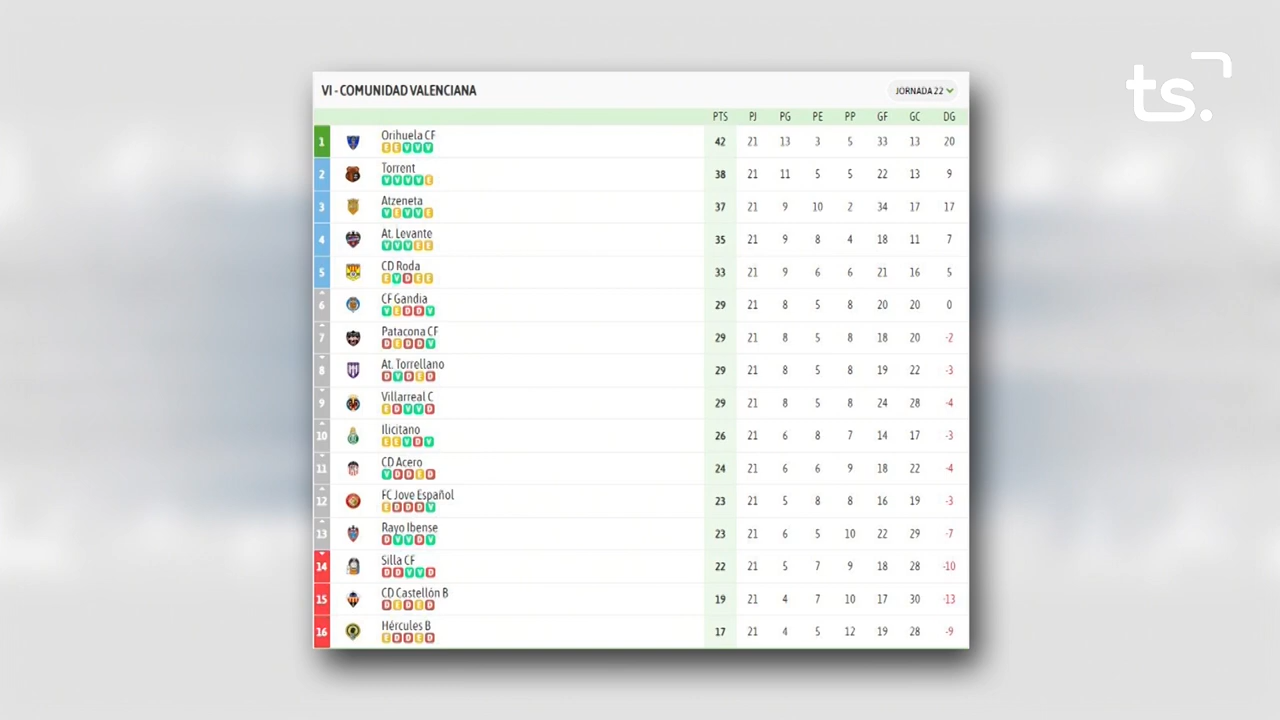 ts.
VI - COMUNIDAD VALENCIANA
JORNADA 22
PTS PJ PG PE PP GF GC DG
1 Orihuela CF 42 21 13 3 5 33 13 20
E E V V V
2 Torrent 38 21 11 5 5 22 13 9
V V V V E
3 Atzeneta 37 21 9 10 2 34 17 17
V E V V E
4 At. Levante 35 21 9 8 4 18 11 7
V V V E E
5 CD Roda 33 21 9 6 6 21 16 5
E V D E E
6 CF Gandia 29 21 8 5 8 20 20 0
V E D D V
7 Patacona CF 29 21 8 5 8 18 20 -2
D E D D V
8 At. Torrellano 29 21 8 5 8 19 22 -3
D V D E D
9 Villarreal C 29 21 8 5 8 24 28 -4
E D V V D
10 Ilicitano 26 21 6 8 7 14 17 -3
E E V D V
11 CD Acero 24 21 6 6 9 18 22 -4
V D D E D
12 FC Jove Español 23 21 5 8 8 16 19 -3
E D D D V
13 Rayo Ibense 23 21 6 5 10 22 29 -7
D V V D V
14 Silla CF 22 21 5 7 9 18 28 -10
D D V V D
15 CD Castellón B 19 21 4 7 10 17 30 -13
D E D E D
16 Hércules B 17 21 4 5 12 19 28 -9
E D D E D